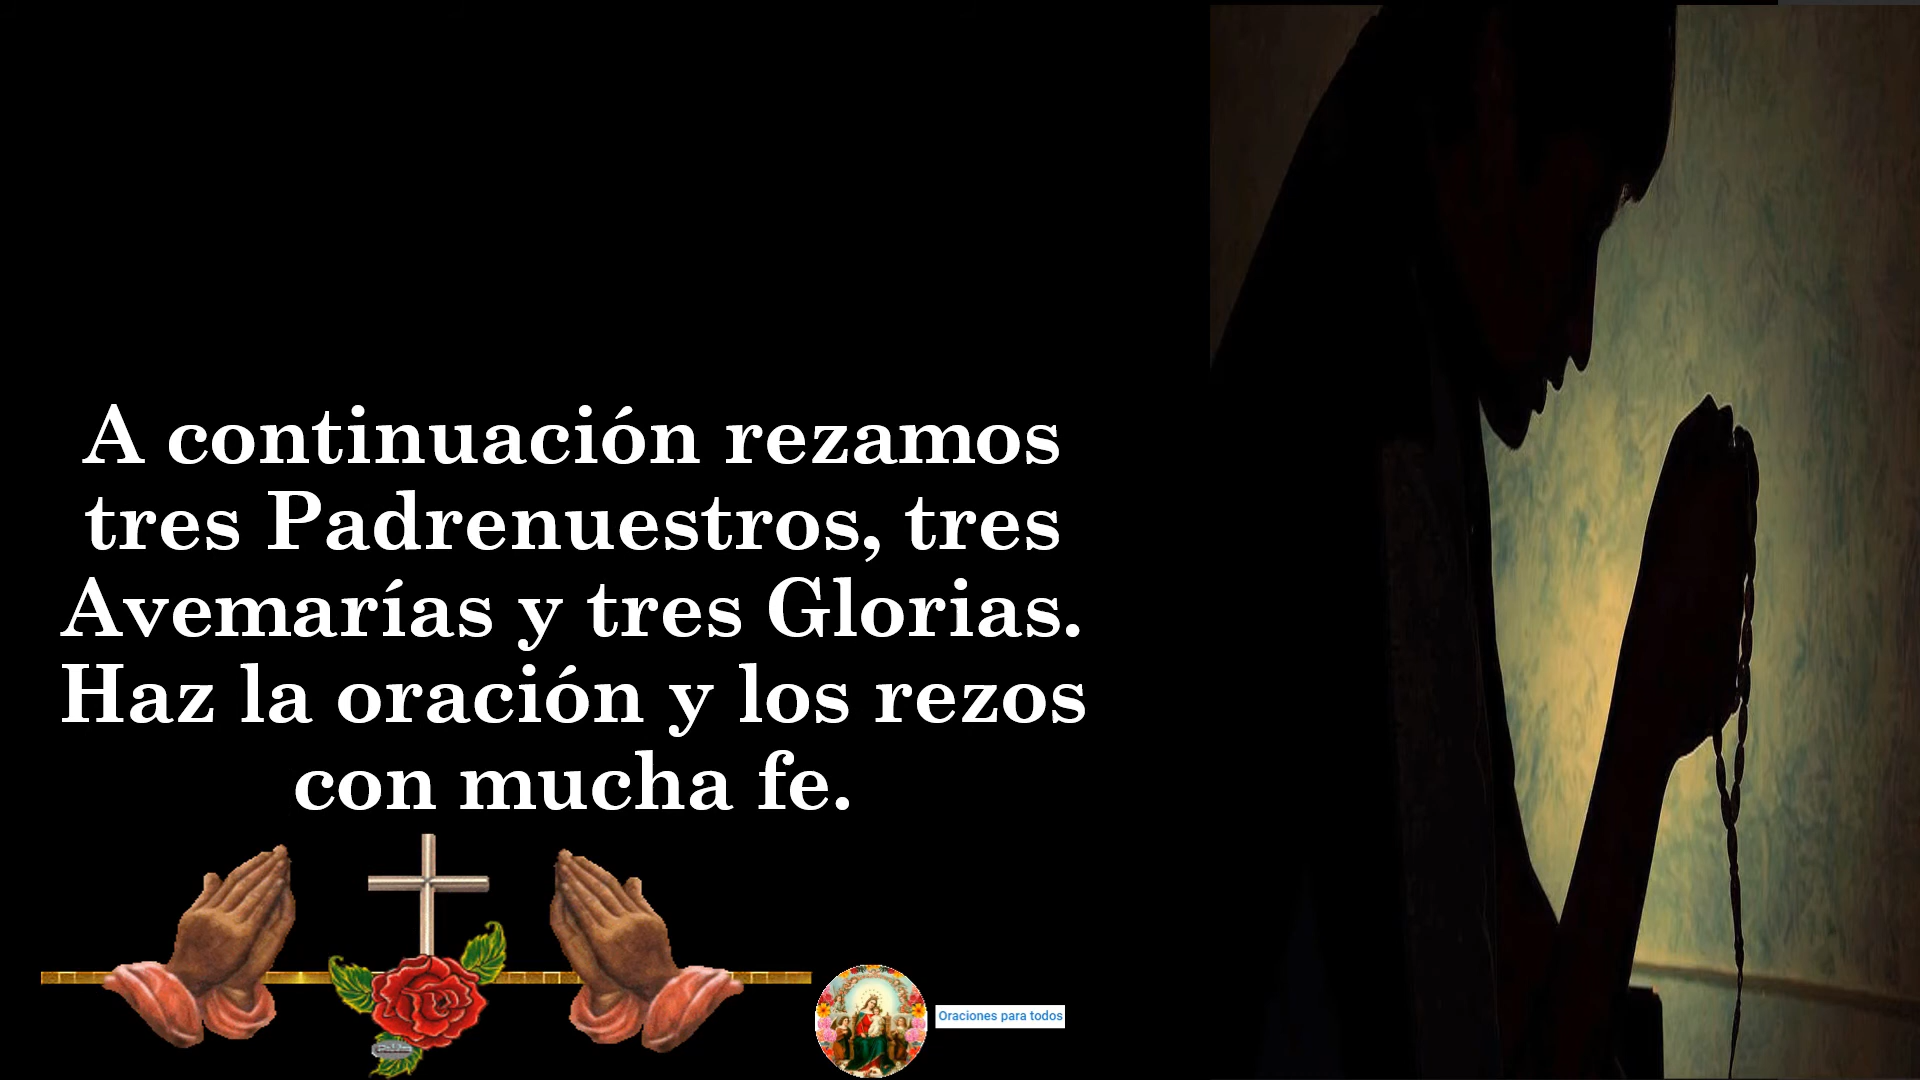 A continuación rezamos
tres Padrenuestros, tres
Avemarías y tres Glorias.
Haz la oración y los rezos
con mucha fe.
Oraciones para todos